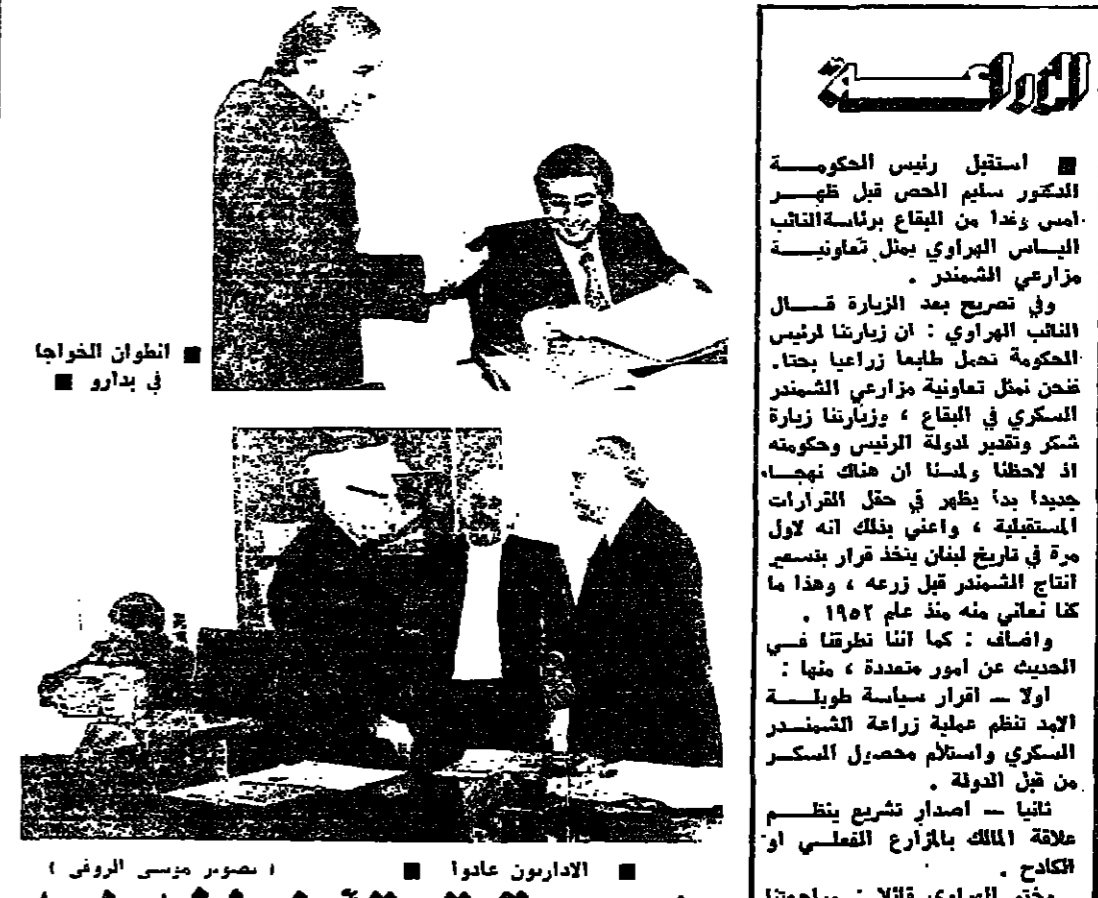 الزراعة
■ استقبل رئيس الحكومة
الدكتور سليم الحص قبل ظهر
امس وفدا من البقاع برئاسة النائب
الياس الهراوي يمثل تعاونية
مزارعي الشمندر .
وفي تصريح بعد الزيارة قال
النائب الهراوي : ان زيارتنا لرئيس
الحكومة تحمل طابعا زراعيا بحتا .
فنحن نمثل تعاونية مزارعي الشمندر
السكري في البقاع ، وزيارتنا زيارة
شكر وتقدير لدولة الرئيس وحكومته
اذ لاحظنا ولمسنا ان هناك نهجا
جديدا بدأ يظهر في حقل القرارات
المستقبلية ، واعني بذلك انه لاول
مرة في تاريخ لبنان يتخذ قرار بتسعير
انتاج الشمندر قبل زرعه ، وهذا ما
كنا نعاني منه منذ عام ١٩٥٢ .
واضاف : كما اننا تطرقنا في
الحديث عن امور متعددة ، منها :
اولا — اقرار سياسة طويلة
الامد تنظم عملية زراعة الشمندر
السكري واستلام محصول السكر
من قبل الدولة .
ثانيا — اصدار تشريع ينظم
علاقة المالك بالمزارع الفعلي او
الكادح .
وختم الهراوي قائلا :
■ انطوان الخواجا
في بدارو ■
■ الاداريون عادوا ■
( تصوير موسى الروفي )